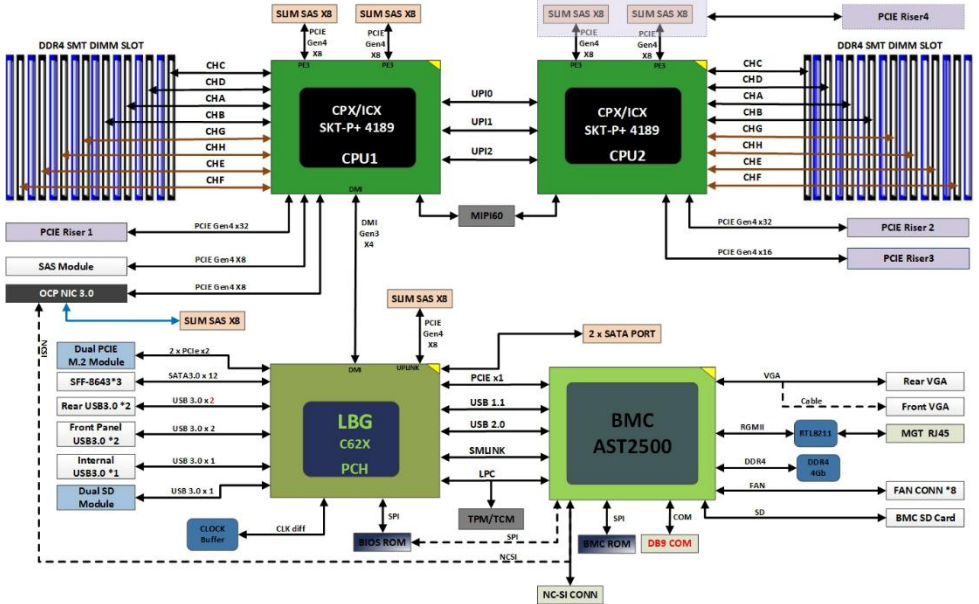 SLIM SAS X8
SLIM SAS X8
SLIM SAS X8
SLIM SAS X8
PCIE Riser4
PCIE
Gen4
X8
PCIE
Gen4
X8
PCIE
Gen4
X8
PCIE
Gen4
X8
DDR4 SMT DIMM SLOT
DDR4 SMT DIMM SLOT
PE3
PE3
PE3
PE3
CHC
CHD
CHA
CHB
CHG
CHH
CHE
CHF
CPX/ICX
SKT-P+ 4189
CPU1
DMI
UPI0
UPI1
UPI2
CPX/ICX
SKT-P+ 4189
CPU2
CHC
CHD
CHA
CHB
CHG
CHH
CHE
CHF
MIPI60
DMI
Gen3
X4
PCIE Riser 1
PCIE Gen4 x32
SAS Module
PCIE Gen4 X8
OCP NIC 3.0
PCIE Gen4 X8
SLIM SAS X8
NCSI
PCIE Gen4 x32
PCIE Riser 2
PCIE Gen4 x16
PCIE Riser3
SLIM SAS X8
PCIE
Gen4
X8
2 x SATA PORT
Dual PCIE
M.2 Module
2 x PCIe x2
SFF-8643*3
SATA3.0 x 12
Rear USB3.0 *2
USB 3.0 x 2
Front Panel
USB3.0 *2
USB 3.0 x 2
Internal
USB3.0 *1
USB 3.0 x 1
Dual SD
Module
USB 3.0 x 1
DMI
UPLINK
LBG
C62X
PCH
PCIE x1
USB 1.1
USB 2.0
SMLINK
LPC
BMC
AST2500
VGA
Rear VGA
Cable
Front VGA
RGMII
RTL8211
MGT RJ45
DDR4
DDR4
4Gb
FAN
FAN CONN *8
SD
BMC SD Card
CLOCK
Buffer
CLK diff
SPI
BIOS ROM
TPM/TCM
SPI
NCSI
SPI
BMC ROM
COM
DB9 COM
NC-SI CONN